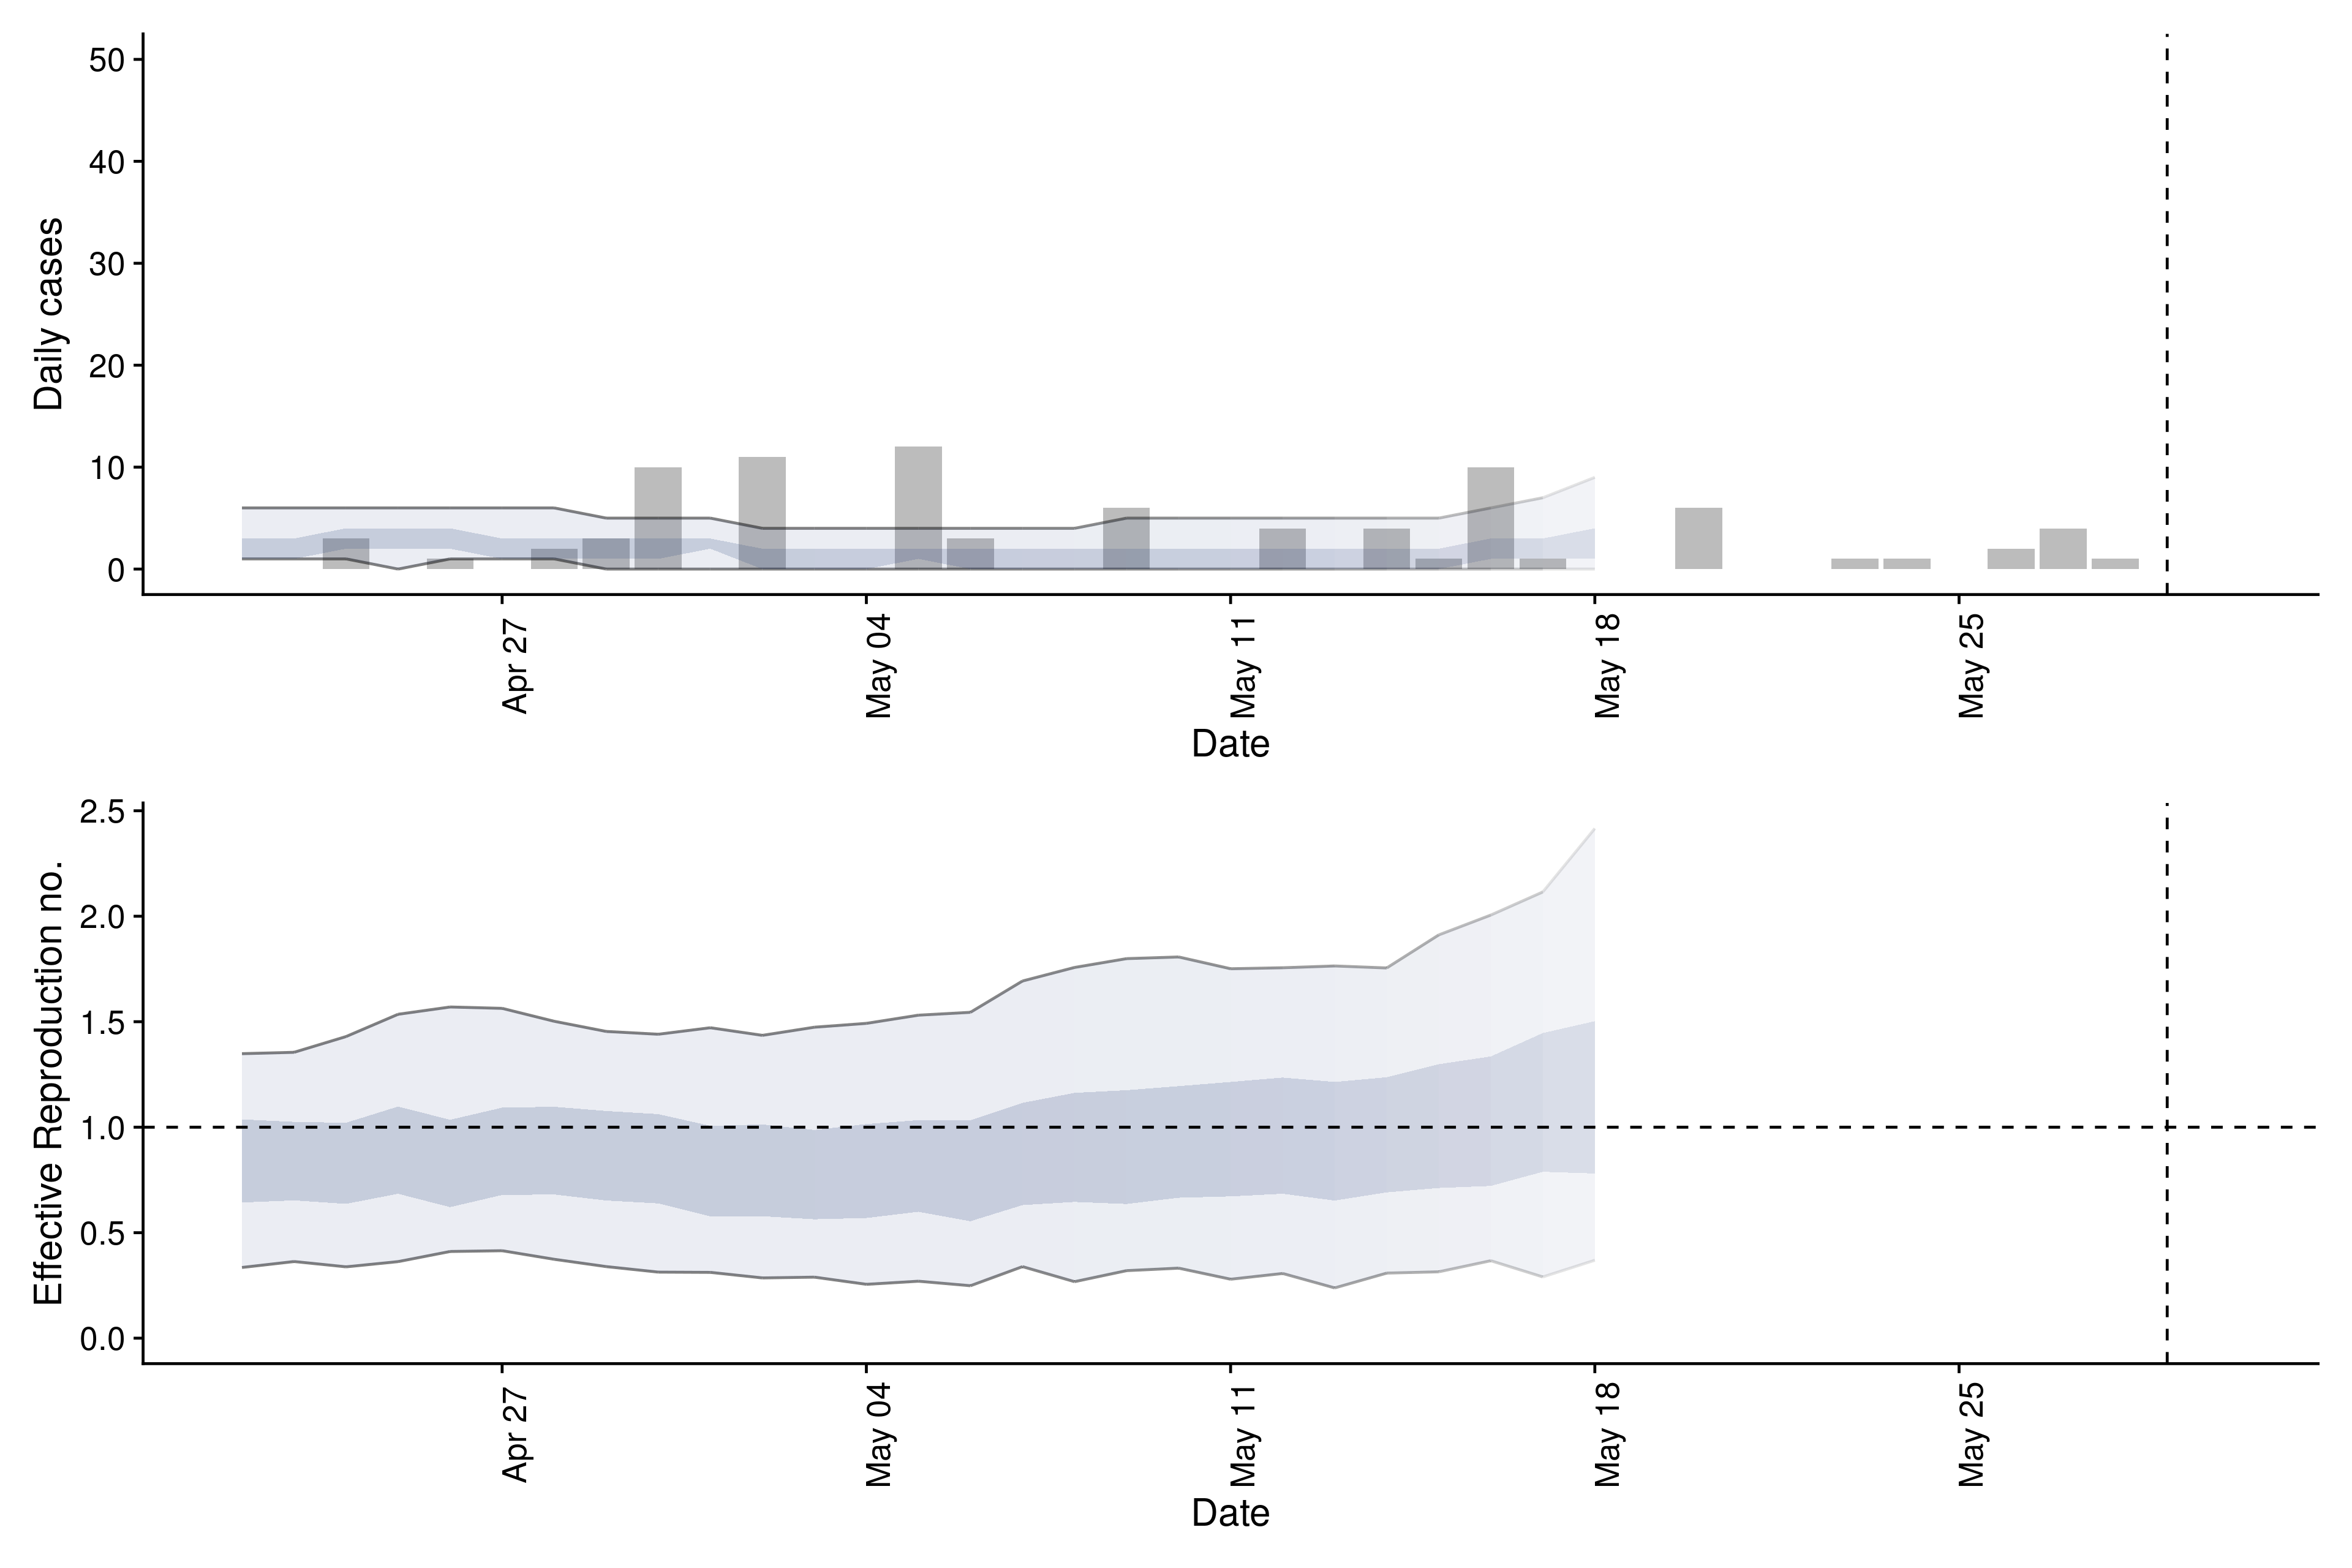 Daily cases
50
40
30
20
10
0
Apr 27
May 04
May 11
May 18
May 25
Date
Effective Reproduction no.
2.5
2.0
1.5
1.0
0.5
0.0
Apr 27
May 04
May 11
May 18
May 25
Date